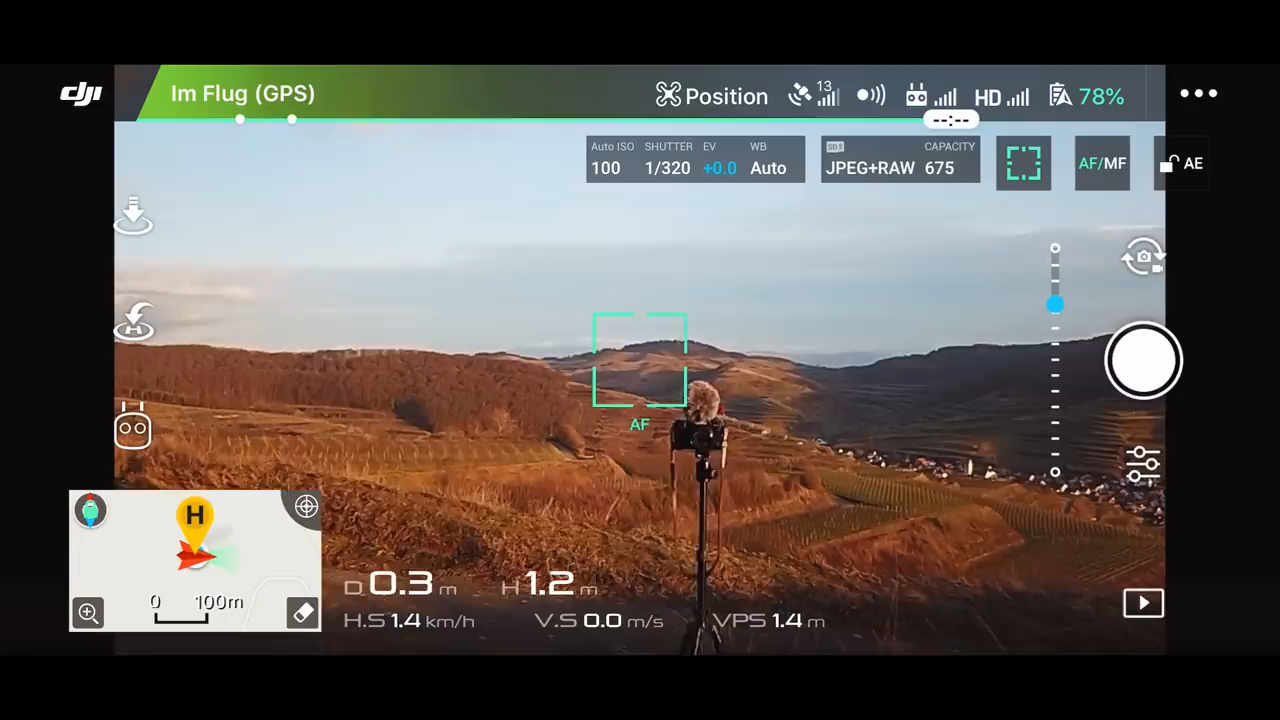 dji Im Flug (GPS) Position 13 HD 78%
--:--
Auto ISO SHUTTER EV WB CAPACITY
100 1/320 +0.0 Auto JPEG+RAW 675 AF/MF AE
AF
H
0 100m
D 0.3 m H 1.2 m
H.S 1.4 km/h V.S 0.0 m/s VPS 1.4 m